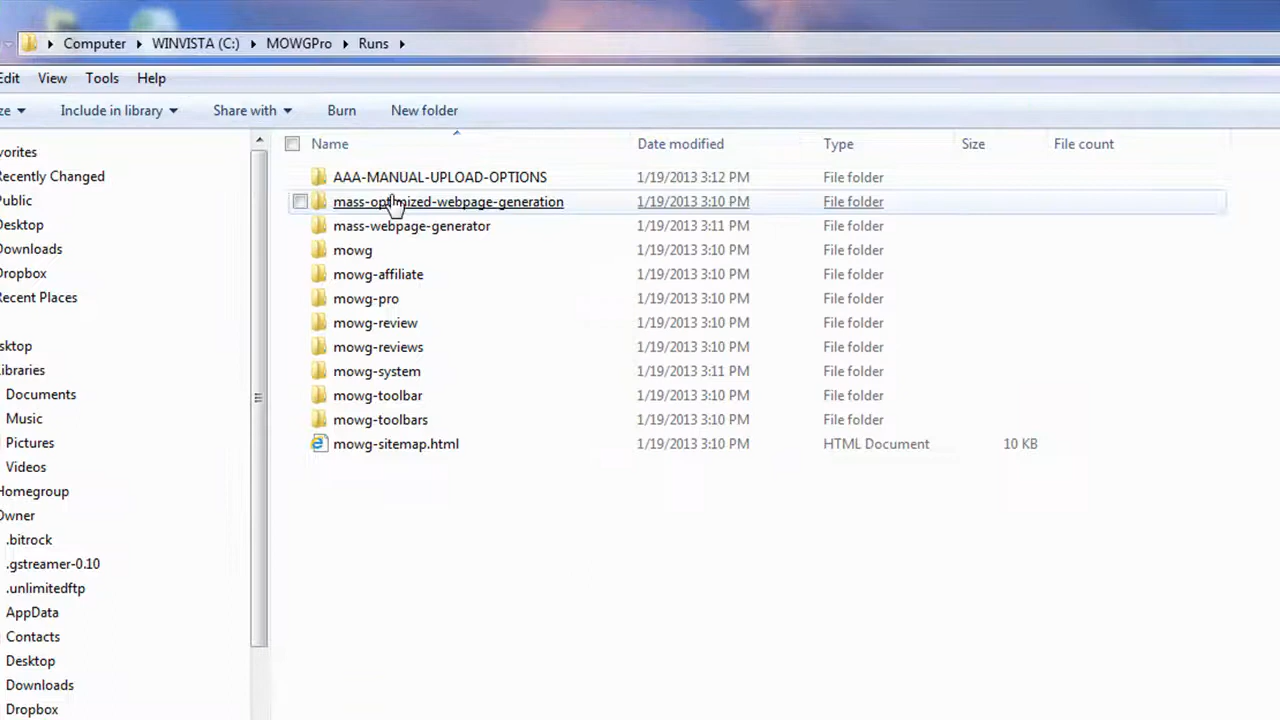 Computer WINVISTA (C:) MOWGPro Runs
Edit View Tools Help
ze Include in library Share with Burn New folder
Name Date modified Type Size File count
vorites
Recently Changed
Public
Desktop
Downloads
Dropbox
Recent Places
sktop
Libraries
Documents
Music
Pictures
Videos
Homegroup
Owner
.bitrock
.gstreamer-0.10
.unlimitedftp
AppData
Contacts
Desktop
Downloads
Dropbox
AAA-MANUAL-UPLOAD-OPTIONS 1/19/2013 3:12 PM File folder
mass-optimized-webpage-generation 1/19/2013 3:10 PM File folder
mass-webpage-generator 1/19/2013 3:11 PM File folder
mowg 1/19/2013 3:10 PM File folder
mowg-affiliate 1/19/2013 3:10 PM File folder
mowg-pro 1/19/2013 3:10 PM File folder
mowg-review 1/19/2013 3:10 PM File folder
mowg-reviews 1/19/2013 3:10 PM File folder
mowg-system 1/19/2013 3:11 PM File folder
mowg-toolbar 1/19/2013 3:10 PM File folder
mowg-toolbars 1/19/2013 3:10 PM File folder
mowg-sitemap.html 1/19/2013 3:10 PM HTML Document 10 KB